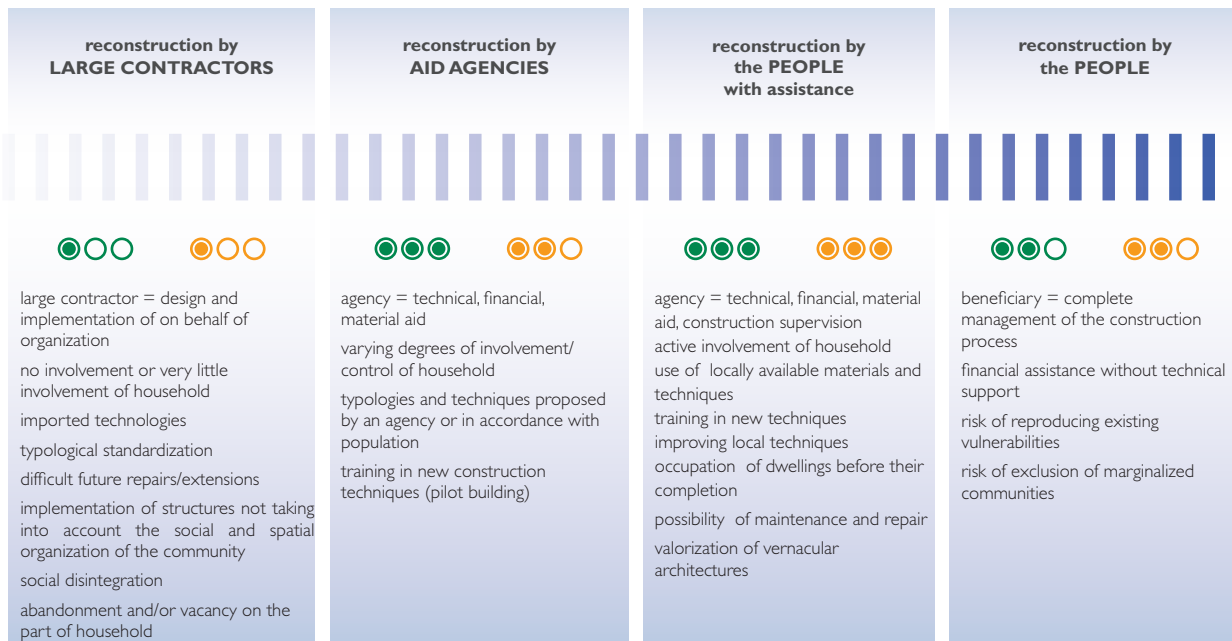 reconstruction by
LARGE CONTRACTORS
large contractor = design and
implementation of on behalf of
organization
no involvement or very little
involvement of household
imported technologies
typological standardization
difficult future repairs/extensions
implementation of structures not taking
into account the social and spatial
organization of the community
social disintegration
abandonment and/or vacancy on the
part of household
reconstruction by
AID AGENCIES
agency = technical, financial,
material aid
varying degrees of involvement/
control of household
typologies and techniques proposed
by an agency or in accordance with
population
training in new construction
techniques (pilot building)
reconstruction by
the PEOPLE
with assistance
agency = technical, financial, material
aid, construction supervision
active involvement of household
use of locally available materials and
techniques
training in new techniques
improving local techniques
occupation of dwellings before their
completion
possibility of maintenance and repair
valorization of vernacular
architectures
reconstruction by
the PEOPLE
beneficiary = complete
management of the construction
process
financial assistance without technical
support
risk of reproducing existing
vulnerabilities
risk of exclusion of marginalized
communities